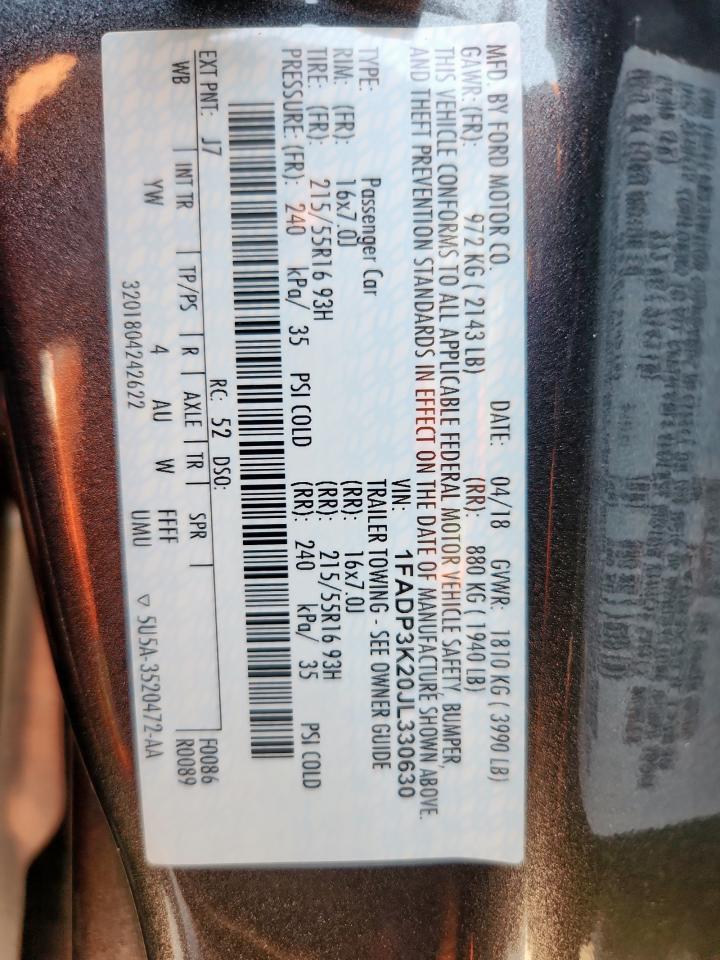 MFD. BY FORD MOTOR CO. DATE: 04/18 GVWR: 1810 KG ( 3990 LB)
GAWR: (FR): 972 KG ( 2143 LB) (RR): 880 KG ( 1940 LB)
THIS VEHICLE CONFORMS TO ALL APPLICABLE FEDERAL MOTOR VEHICLE SAFETY, BUMPER,
AND THEFT PREVENTION STANDARDS IN EFFECT ON THE DATE OF MANUFACTURE SHOWN ABOVE.
VIN: 1FADP3K20JL330630
TYPE: Passenger Car TRAILER TOWING - SEE OWNER GUIDE
RIM: (FR): 16x7.0J (RR): 16x7.0J
TIRE: (FR): 215/55R16 93H (RR): 215/55R16 93H
PRESSURE: (FR): 240 kPa/ 35 PSI COLD (RR): 240 kPa/ 35 PSI COLD
EXT PNT: J7 RC: 52 DSO: F0086
WB INT TR TP/PS R AXLE TR SPR R0089
YW 4 AU W FFFF
3201804242622 UMU ▽ 5U5A-3520472-AA